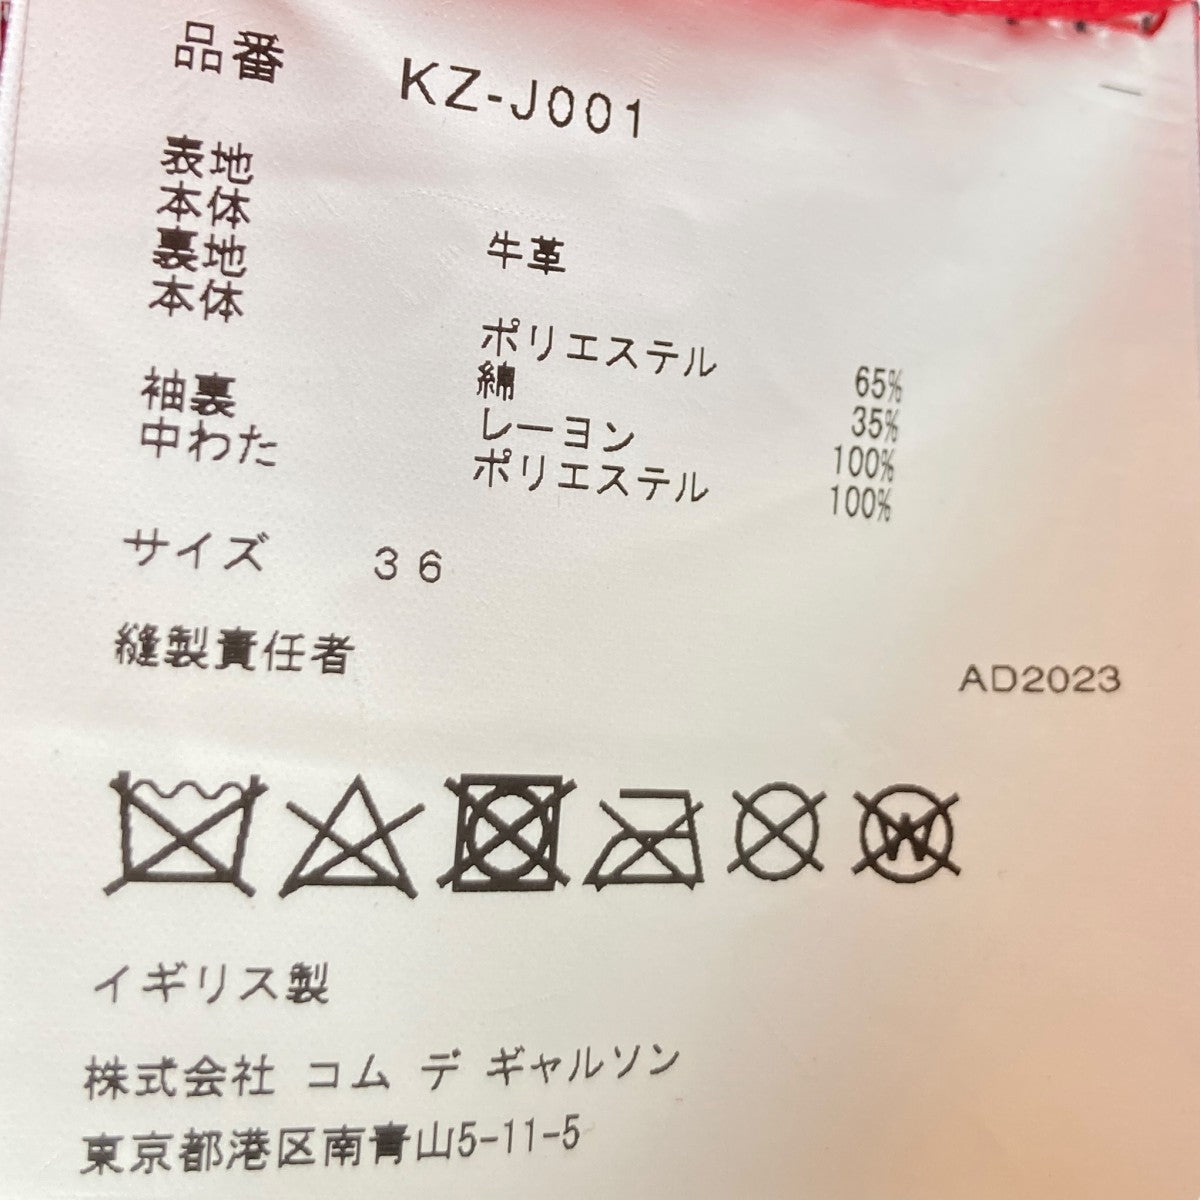 品番 KZ-J001
表地
本体 牛革
裏地
本体 ポリエステル 65%
綿 35%
袖裏 レーヨン 100%
中わた ポリエステル 100%
サイズ 36
縫製責任者
AD2023
W
イギリス製
株式会社 コム デ ギャルソン
東京都港区南青山5-11-5